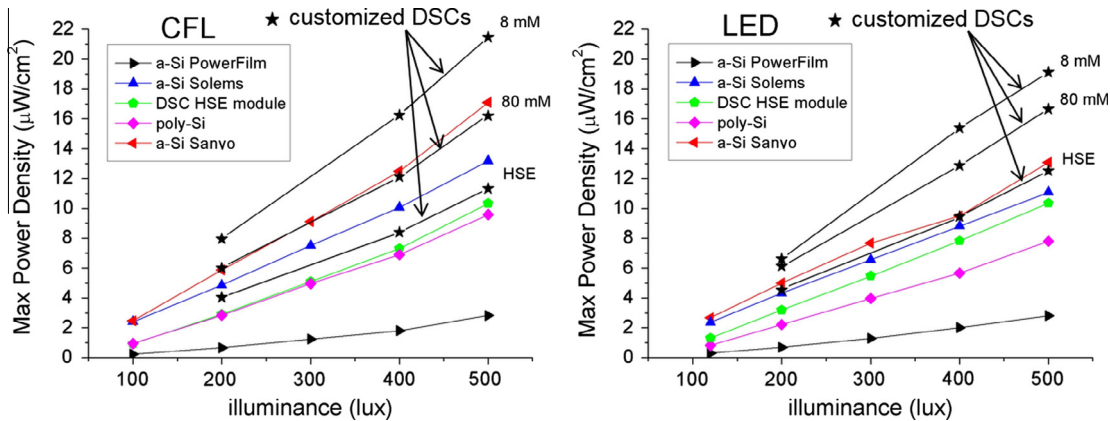 CFL
★ customized DSCs
8 mM
80 mM
HSE
a-Si PowerFilm
a-Si Solems
DSC HSE module
poly-Si
a-Si Sanyo
Max Power Density (μW/cm²)
22
20
18
16
14
12
10
8
6
4
2
0
100 200 300 400 500
illuminance (lux)
LED
★ customized DSCs
8 mM
80 mM
HSE
a-Si PowerFilm
a-Si Solems
DSC HSE module
poly-Si
a-Si Sanyo
Max Power Density (μW/cm²)
22
20
18
16
14
12
10
8
6
4
2
0
100 200 300 400 500
illuminance (lux)